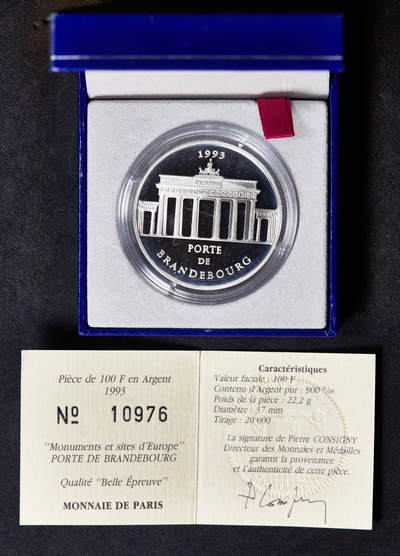 1993
PORTE
DE
BRANDEBOURG
Pièce de 100 F en Argent
1993
No 10976
"Monuments et sites d'Europe"
PORTE DE BRANDEBOURG
Qualité "Belle Épreuve"
MONNAIE DE PARIS
Caractéristiques
Valeur faciale : 100 F
Contenu d'Argent pur : 900 ‰
Poids de la pièce : 22,2 g
Diamètre : 37 mm
Tirage : 20 000
La signature de Pierre CONSIGNY
Directeur des Monnaies et Médailles
garantit la provenance
et l'authenticité de cette pièce.